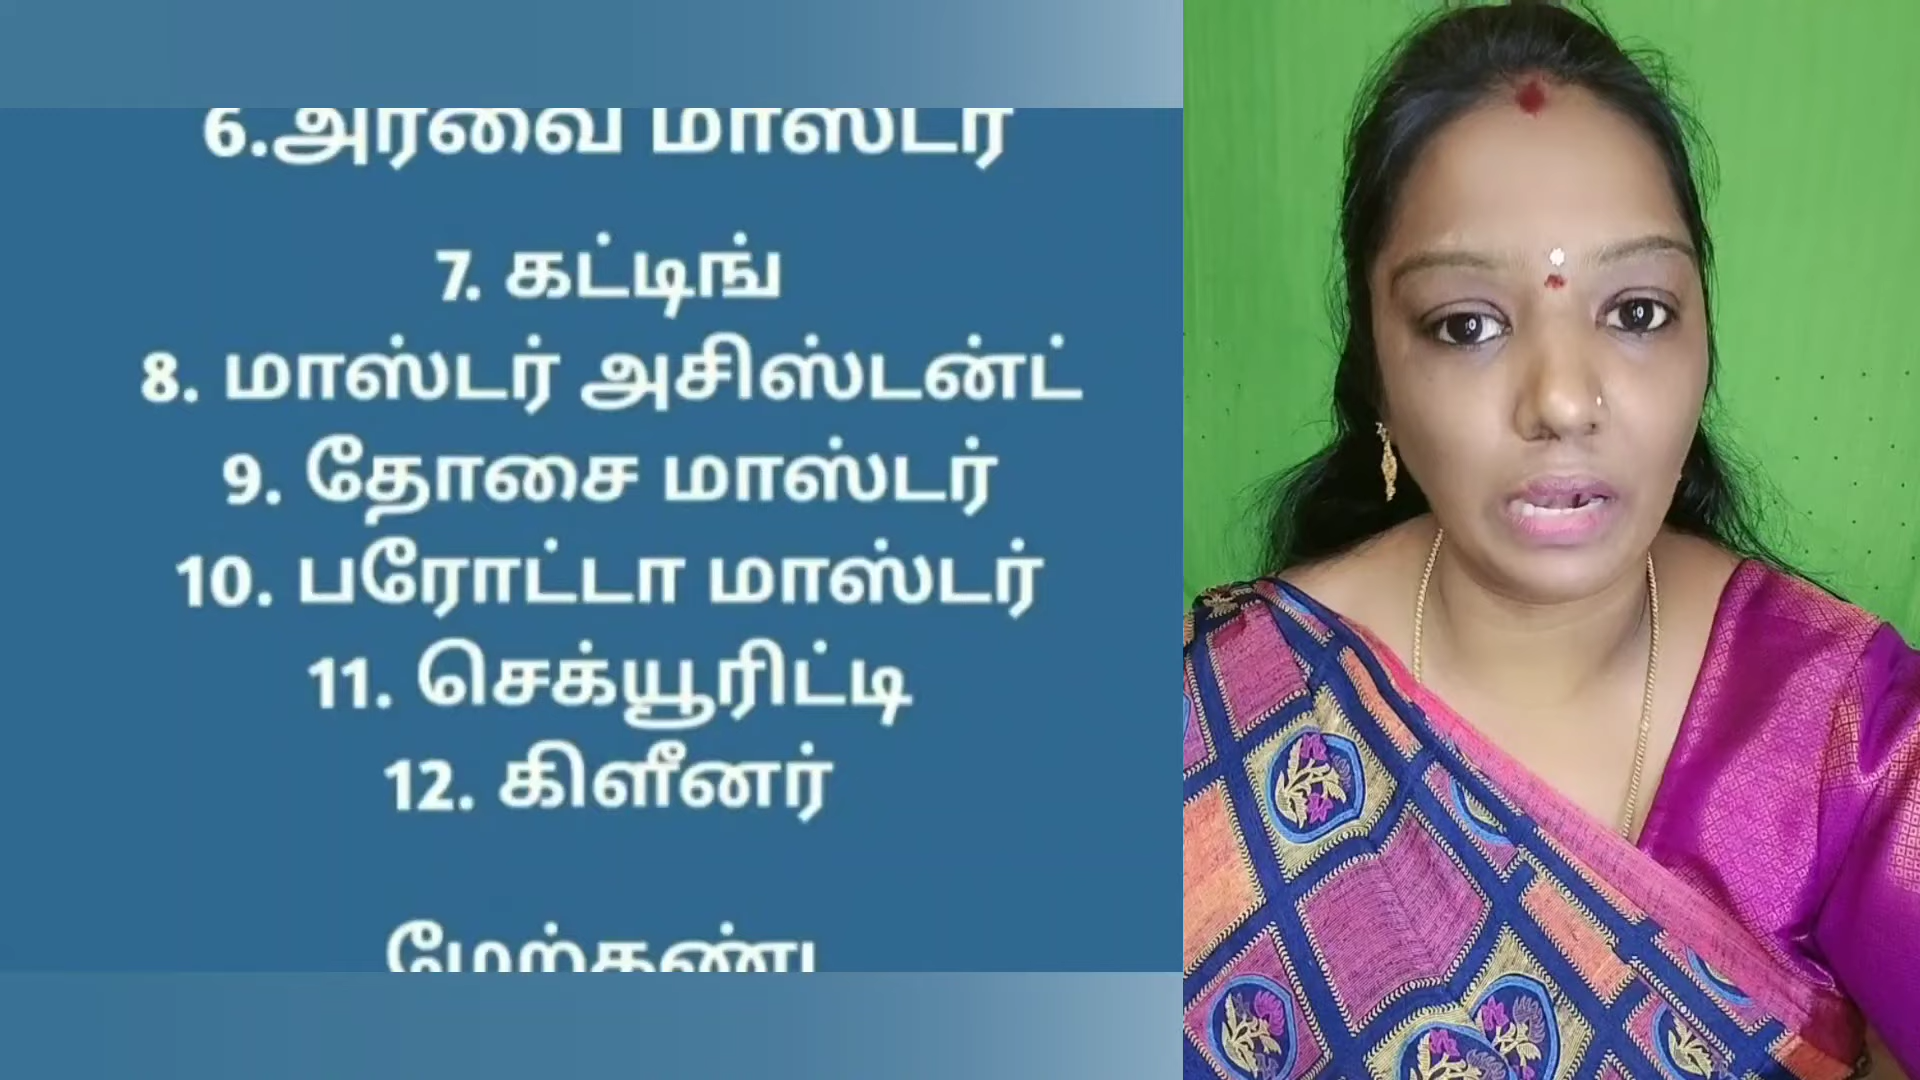 6.அரவை மாஸ்டர்
7. கட்டிங்
8. மாஸ்டர் அசிஸ்டன்ட்
9. தோசை மாஸ்டர்
10. பரோட்டா மாஸ்டர்
11. செக்யூரிட்டி
12. கிளீனர்